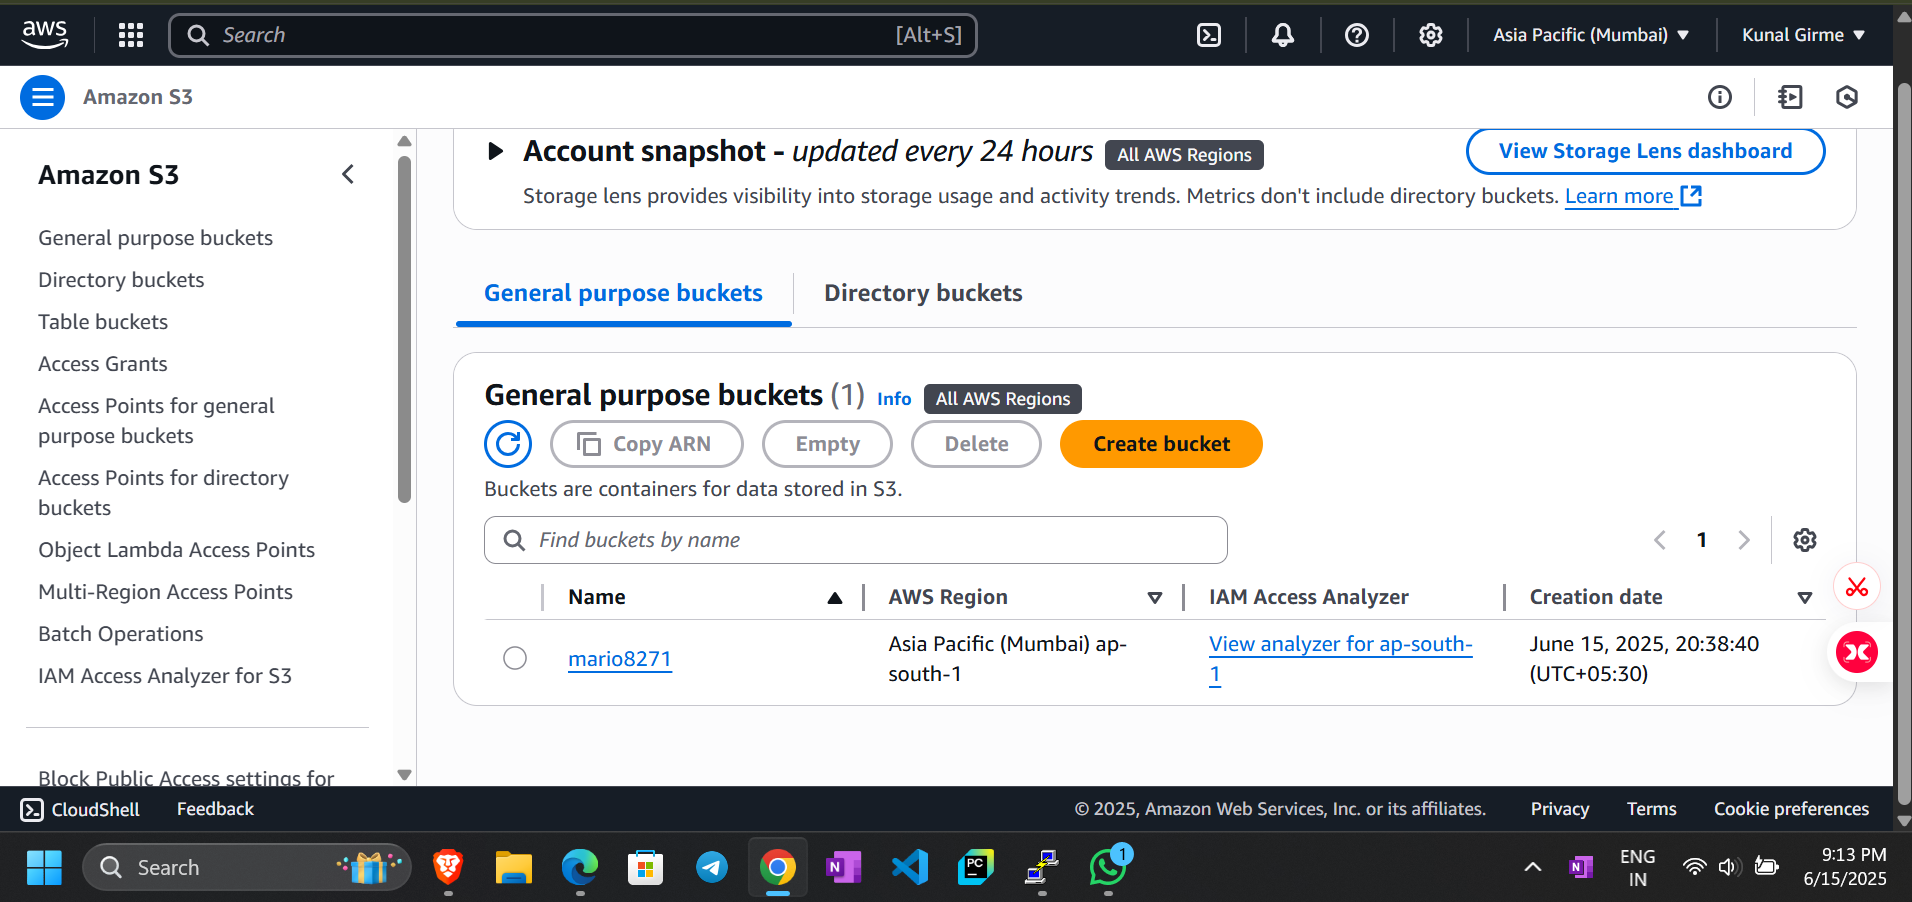 aws
Search
[Alt+S]
Asia Pacific (Mumbai)
Kunal Girme
Amazon S3
Amazon S3
General purpose buckets
Directory buckets
Table buckets
Access Grants
Access Points for general
purpose buckets
Access Points for directory
buckets
Object Lambda Access Points
Multi-Region Access Points
Batch Operations
IAM Access Analyzer for S3
Block Public Access settings for
Account snapshot - updated every 24 hours All AWS Regions
View Storage Lens dashboard
Storage lens provides visibility into storage usage and activity trends. Metrics don't include directory buckets. Learn more
General purpose buckets
Directory buckets
General purpose buckets (1) Info All AWS Regions
Copy ARN
Empty
Delete
Create bucket
Buckets are containers for data stored in S3.
Find buckets by name
1
Name
AWS Region
IAM Access Analyzer
Creation date
mario8271
Asia Pacific (Mumbai) ap-
south-1
View analyzer for ap-south-
1
June 15, 2025, 20:38:40
(UTC+05:30)
CloudShell
Feedback
© 2025, Amazon Web Services, Inc. or its affiliates.
Privacy
Terms
Cookie preferences
Search
N
PC
1
N
ENG
IN
9:13 PM
6/15/2025